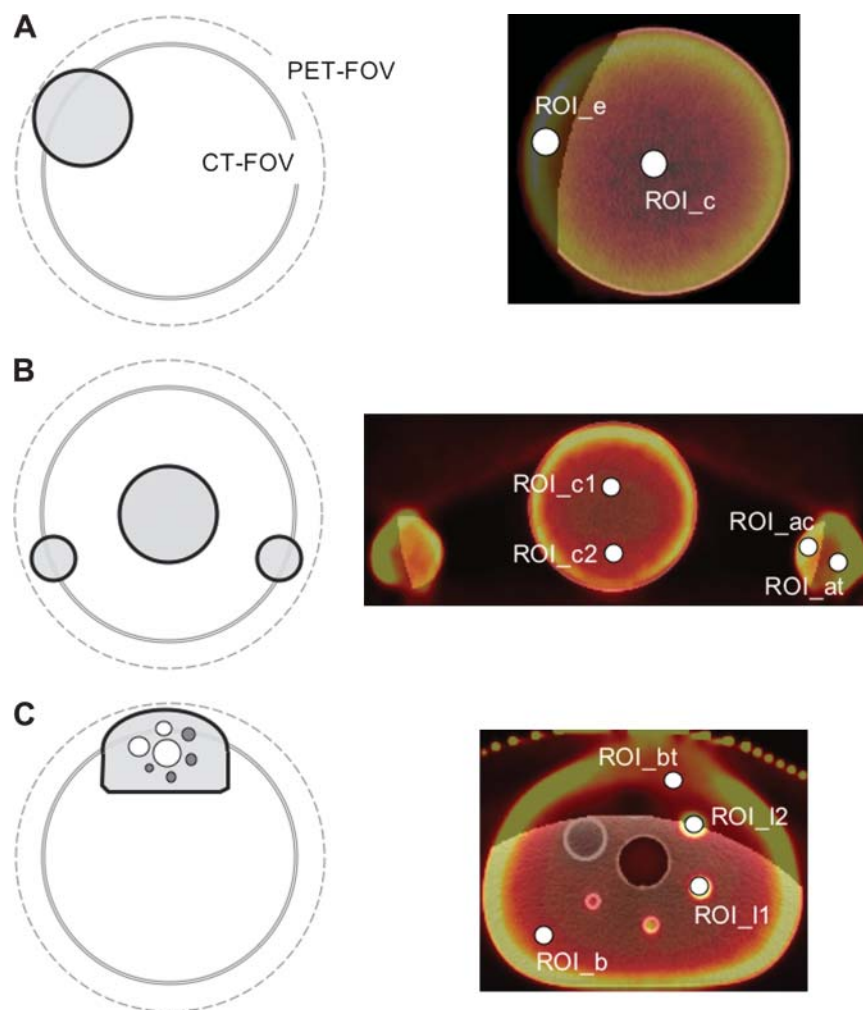 A
PET-FOV
CT-FOV
ROI_e
ROI_c
B
ROI_c1
ROI_c2
ROI_ac
ROI_at
C
ROI_bt
ROI_l2
ROI_l1
ROI_b